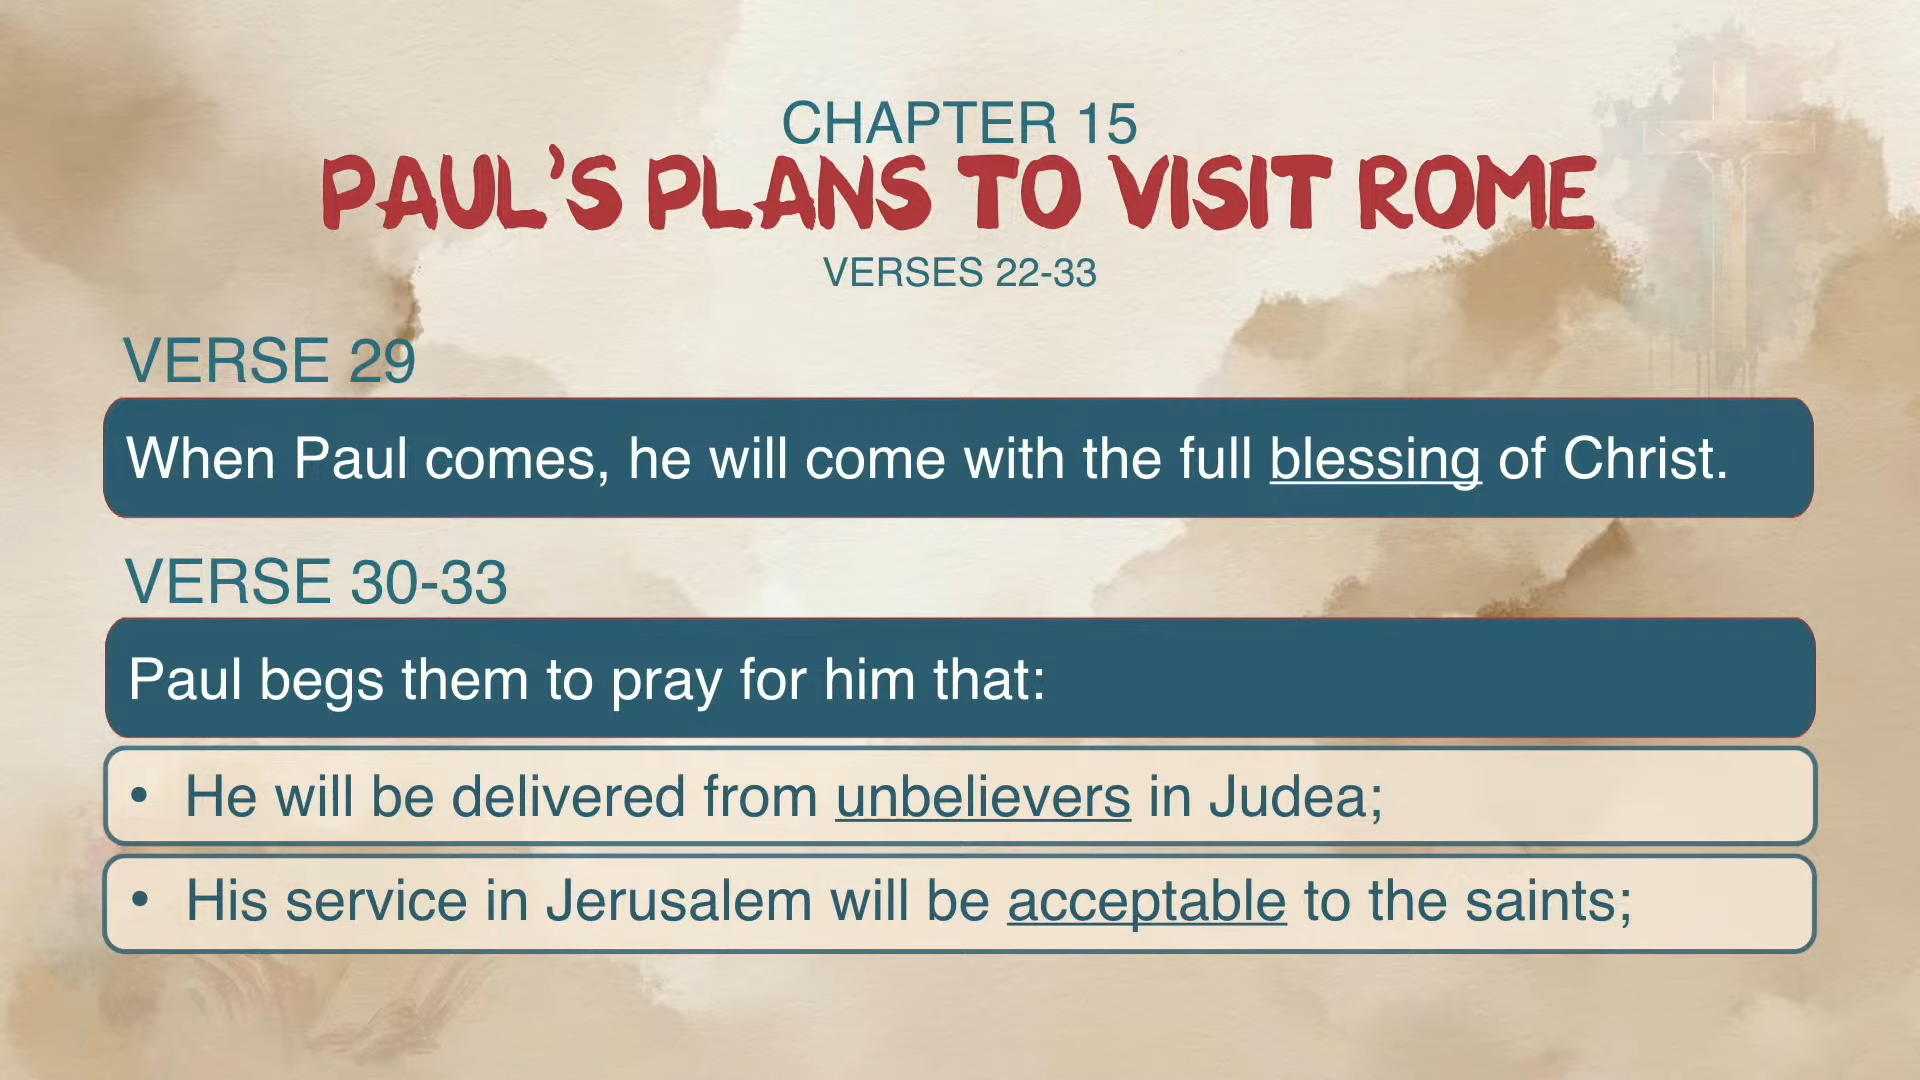 CHAPTER 15
PAUL'S PLANS TO VISIT ROME
VERSES 22-33
VERSE 29
When Paul comes, he will come with the full blessing of Christ.
VERSE 30-33
Paul begs them to pray for him that:
• He will be delivered from unbelievers in Judea;
• His service in Jerusalem will be acceptable to the saints;